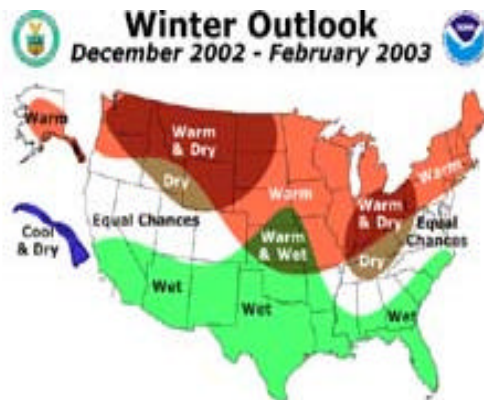 Winter Outlook
December 2002 - February 2003
Warm
Warm
& Dry
Dry
Warm
Warm
Warm
& Dry
Equal Chances
Equal
Chances
Cool
& Dry
Warm
& Wet
Dry
Wet
Wet
Wet